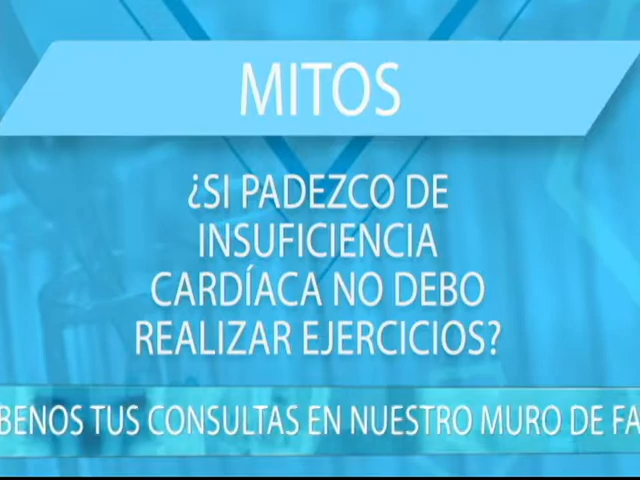 MITOS
¿SI PADEZCO DE
INSUFICIENCIA
CARDÍACA NO DEBO
REALIZAR EJERCICIOS?
BENOS TUS CONSULTAS EN NUESTRO MURO DE FA